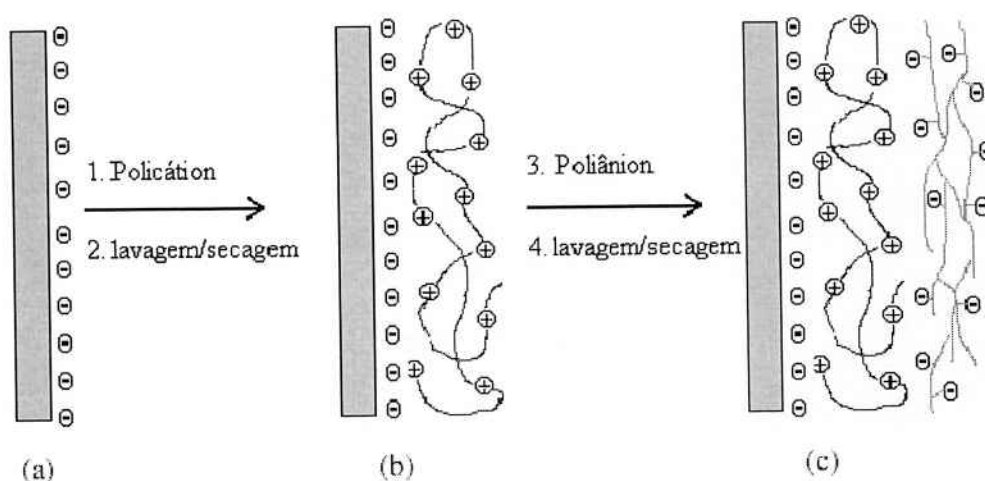 1. Policátion
2. lavagem/secagem
3. Poliânion
4. lavagem/secagem
(a)
(b)
(c)